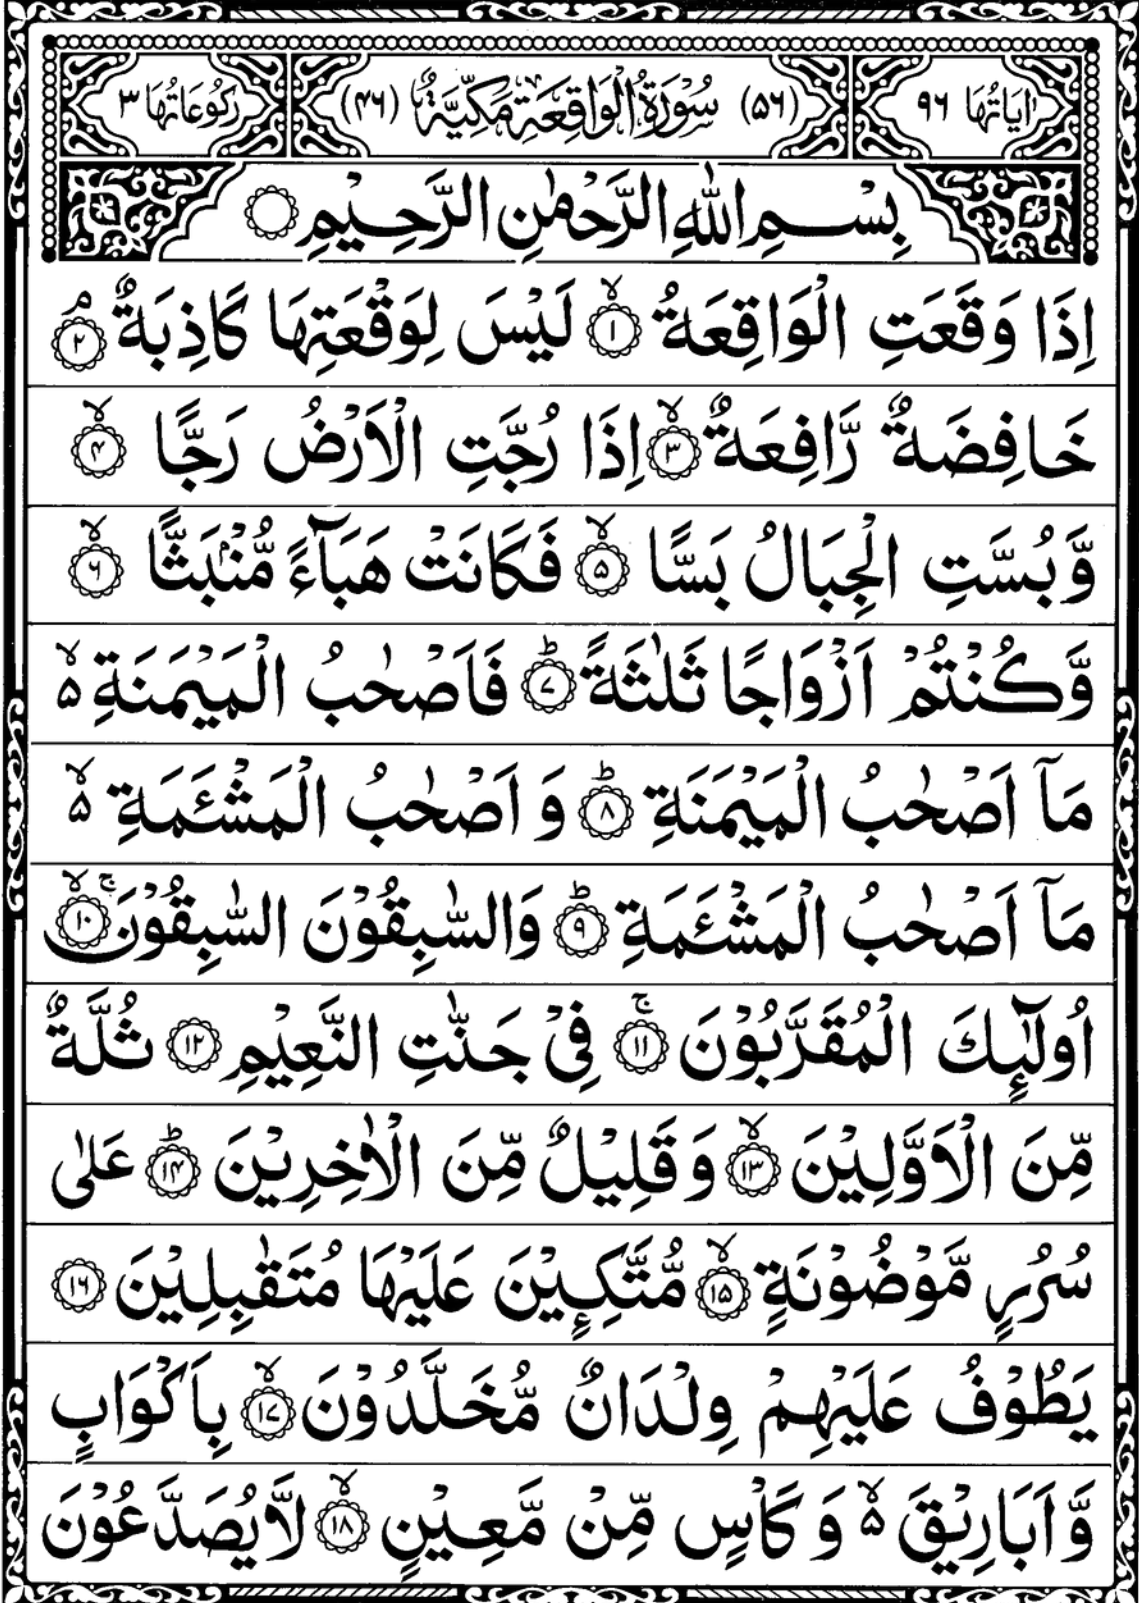 اٰيَاتُهَا ٩٦ (٥٦) سُوْرَةُ الْوَاقِعَةِ مَكِّيَّةٌ (٤٦) رُكُوْعَاتُهَا ٣
بِسْمِ اللّٰهِ الرَّحْمٰنِ الرَّحِيْمِ ۝
اِذَا وَقَعَتِ الْوَاقِعَةُ ۙ‏﴿۱﴾ لَيْسَ لِوَقْعَتِهَا كَاذِبَةٌ ۘ‏﴿۲﴾
خَافِضَةٌ رَّافِعَةٌ ۙ‏﴿۳﴾ اِذَا رُجَّتِ الْاَرْضُ رَجًّا ۙ‏﴿۴﴾
وَّبُسَّتِ الْجِبَالُ بَسًّا ۙ‏﴿۵﴾ فَكَانَتْ هَبَآءً مُّنْۢبَثًّا ۙ‏﴿۶﴾
وَّكُنْتُمْ اَزْوَاجًا ثَلٰثَةً ؕ‏﴿۷﴾ فَاَصْحٰبُ الْمَيْمَنَةِ ۙ۬
مَاۤ اَصْحٰبُ الْمَيْمَنَةِ ؕ‏﴿۸﴾ وَ اَصْحٰبُ الْمَشْـَٔمَةِ ۙ۬
مَاۤ اَصْحٰبُ الْمَشْـَٔمَةِ ؕ‏﴿۹﴾ وَالسّٰبِقُوْنَ السّٰبِقُوْنَ ۚۙ‏﴿۱۰﴾
اُولٰٓئِكَ الْمُقَرَّبُوْنَ ۚ‏﴿۱۱﴾ فِيْ جَنّٰتِ النَّعِيْمِ ﴿۱۲﴾ ثُلَّةٌ
مِّنَ الْاَوَّلِيْنَ ۙ‏﴿۱۳﴾ وَ قَلِيْلٌ مِّنَ الْاٰخِرِيْنَ ؕ‏﴿۱۴﴾ عَلٰى
سُرُرٍ مَّوْضُوْنَةٍ ۙ‏﴿۱۵﴾ مُّتَّكِـِٕيْنَ عَلَيْهَا مُتَقٰبِلِيْنَ ﴿۱۶﴾
يَطُوْفُ عَلَيْهِمْ وِلْدَانٌ مُّخَلَّدُوْنَ ۙ‏﴿۱۷﴾ بِاَكْوَابٍ
وَّاَبَارِيْقَ ۙ۬ وَ كَاْسٍ مِّنْ مَّعِيْنٍ ۙ‏﴿۱۸﴾ لَّا يُصَدَّعُوْنَ